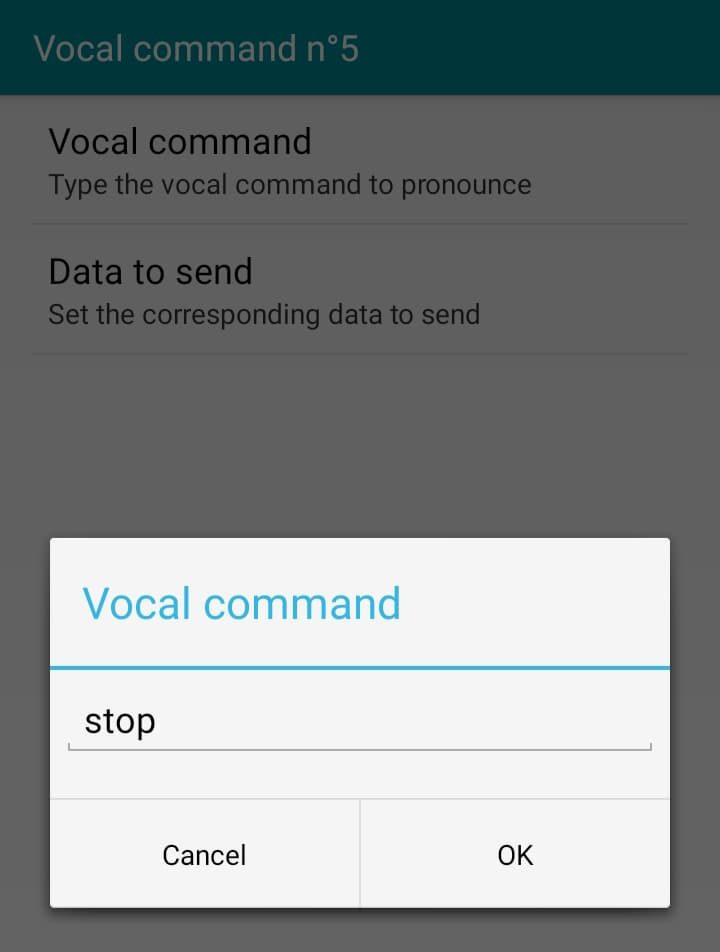 Vocal command n°5
Vocal command
Type the vocal command to pronounce
Data to send
Set the corresponding data to send
Vocal command
stop
Cancel
OK